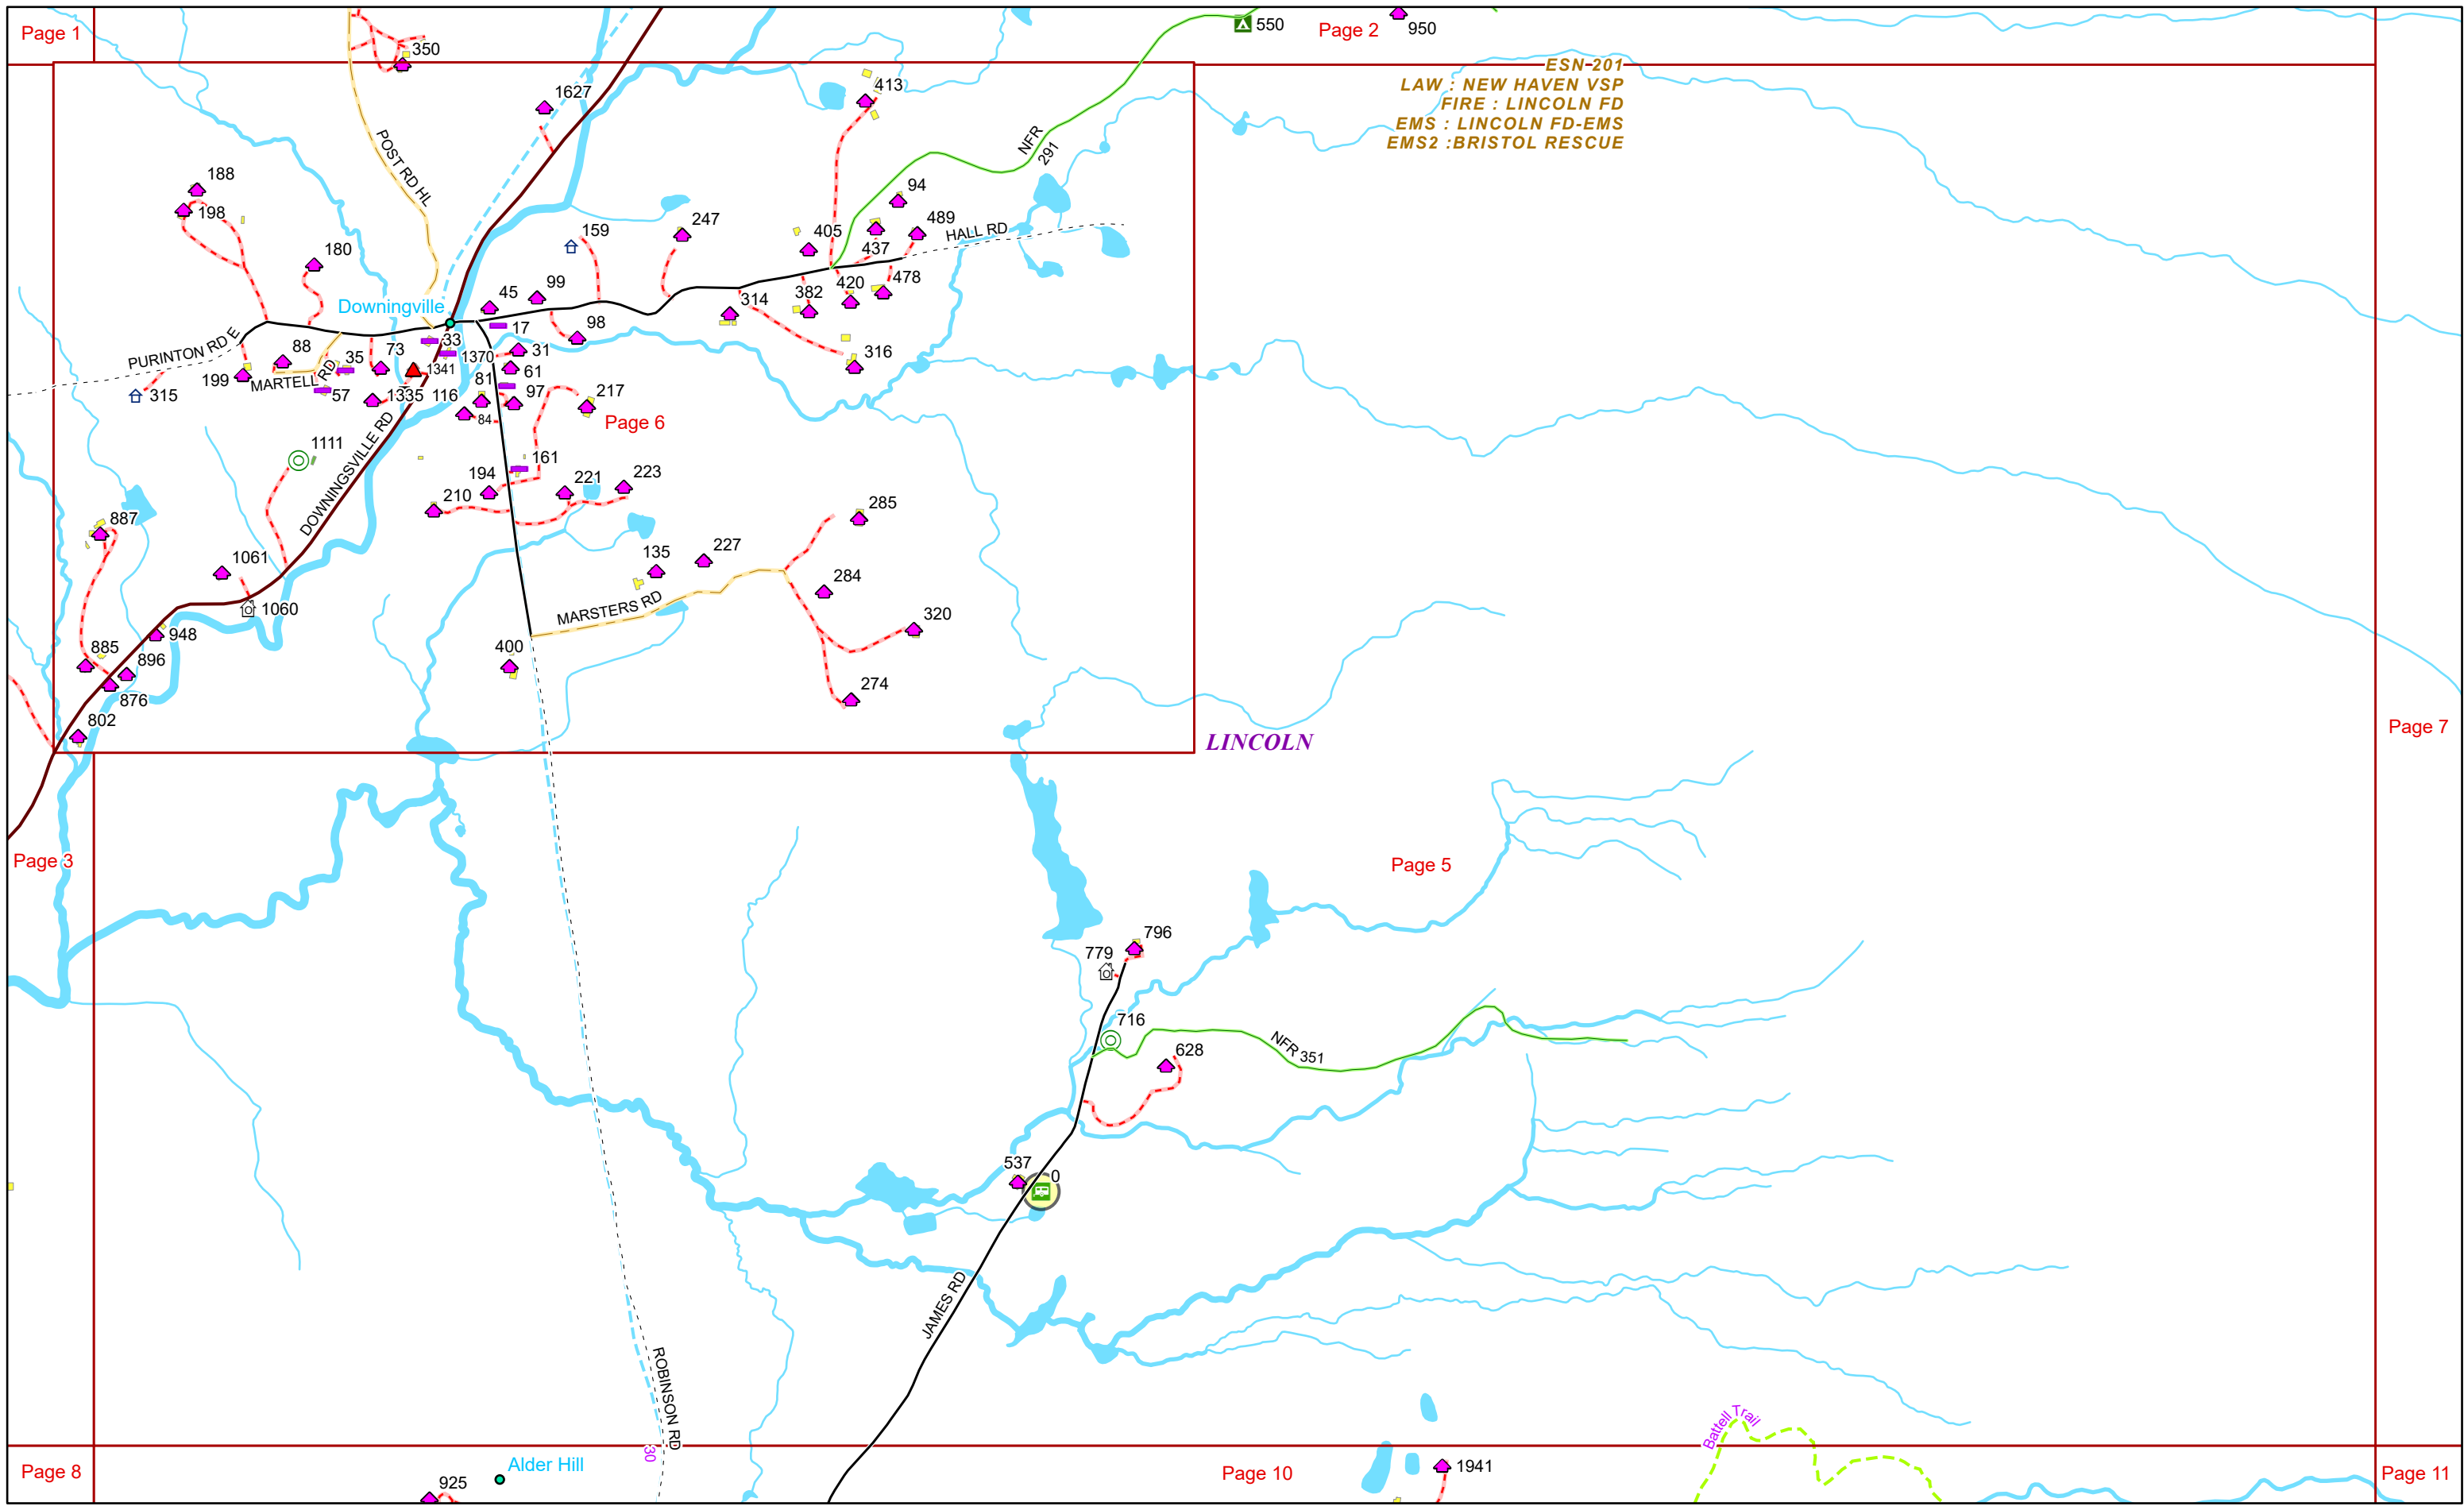 Page 1
350
550
Page 2
950
ESN 201
LAW : NEW HAVEN VSP
FIRE : LINCOLN FD
EMS : LINCOLN FD-EMS
EMS2 :BRISTOL RESCUE
1627
413
POST RD HL
NFR
291
188
198
94
180
159
247
405
437
489
HALL RD
Downingville
45
99
314
382
420
478
17
98
PURINTON RD E
88
35
73
33
1370
31
316
199
MARTELL RD
1341
61
81
315
57
1335
116
97
217
84
Page 6
1111
DOWNINGSVILLE RD
161
194
210
221
223
285
887
135
227
1061
284
1060
MARSTERS RD
320
948
400
885
896
274
876
802
LINCOLN
Page 7
Page 3
Page 5
796
779
716
628
NFR 351
537
0
JAMES RD
ROBINSON RD
30
Battell Trail
Page 8
Alder Hill
925
Page 10
1941
Page 11